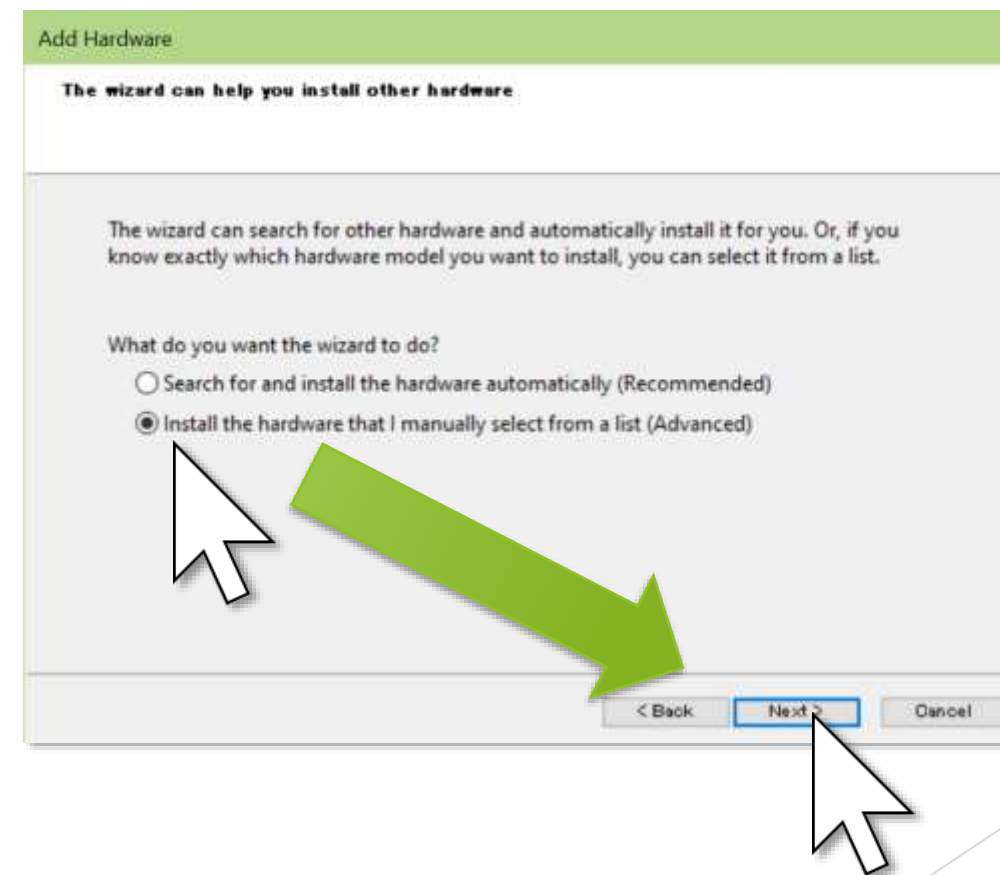 Add Hardware
The wizard can help you install other hardware
The wizard can search for other hardware and automatically install it for you. Or, if you
know exactly which hardware model you want to install, you can select it from a list.
What do you want the wizard to do?
Search for and install the hardware automatically (Recommended)
Install the hardware that I manually select from a list (Advanced)
< Back Next > Cancel